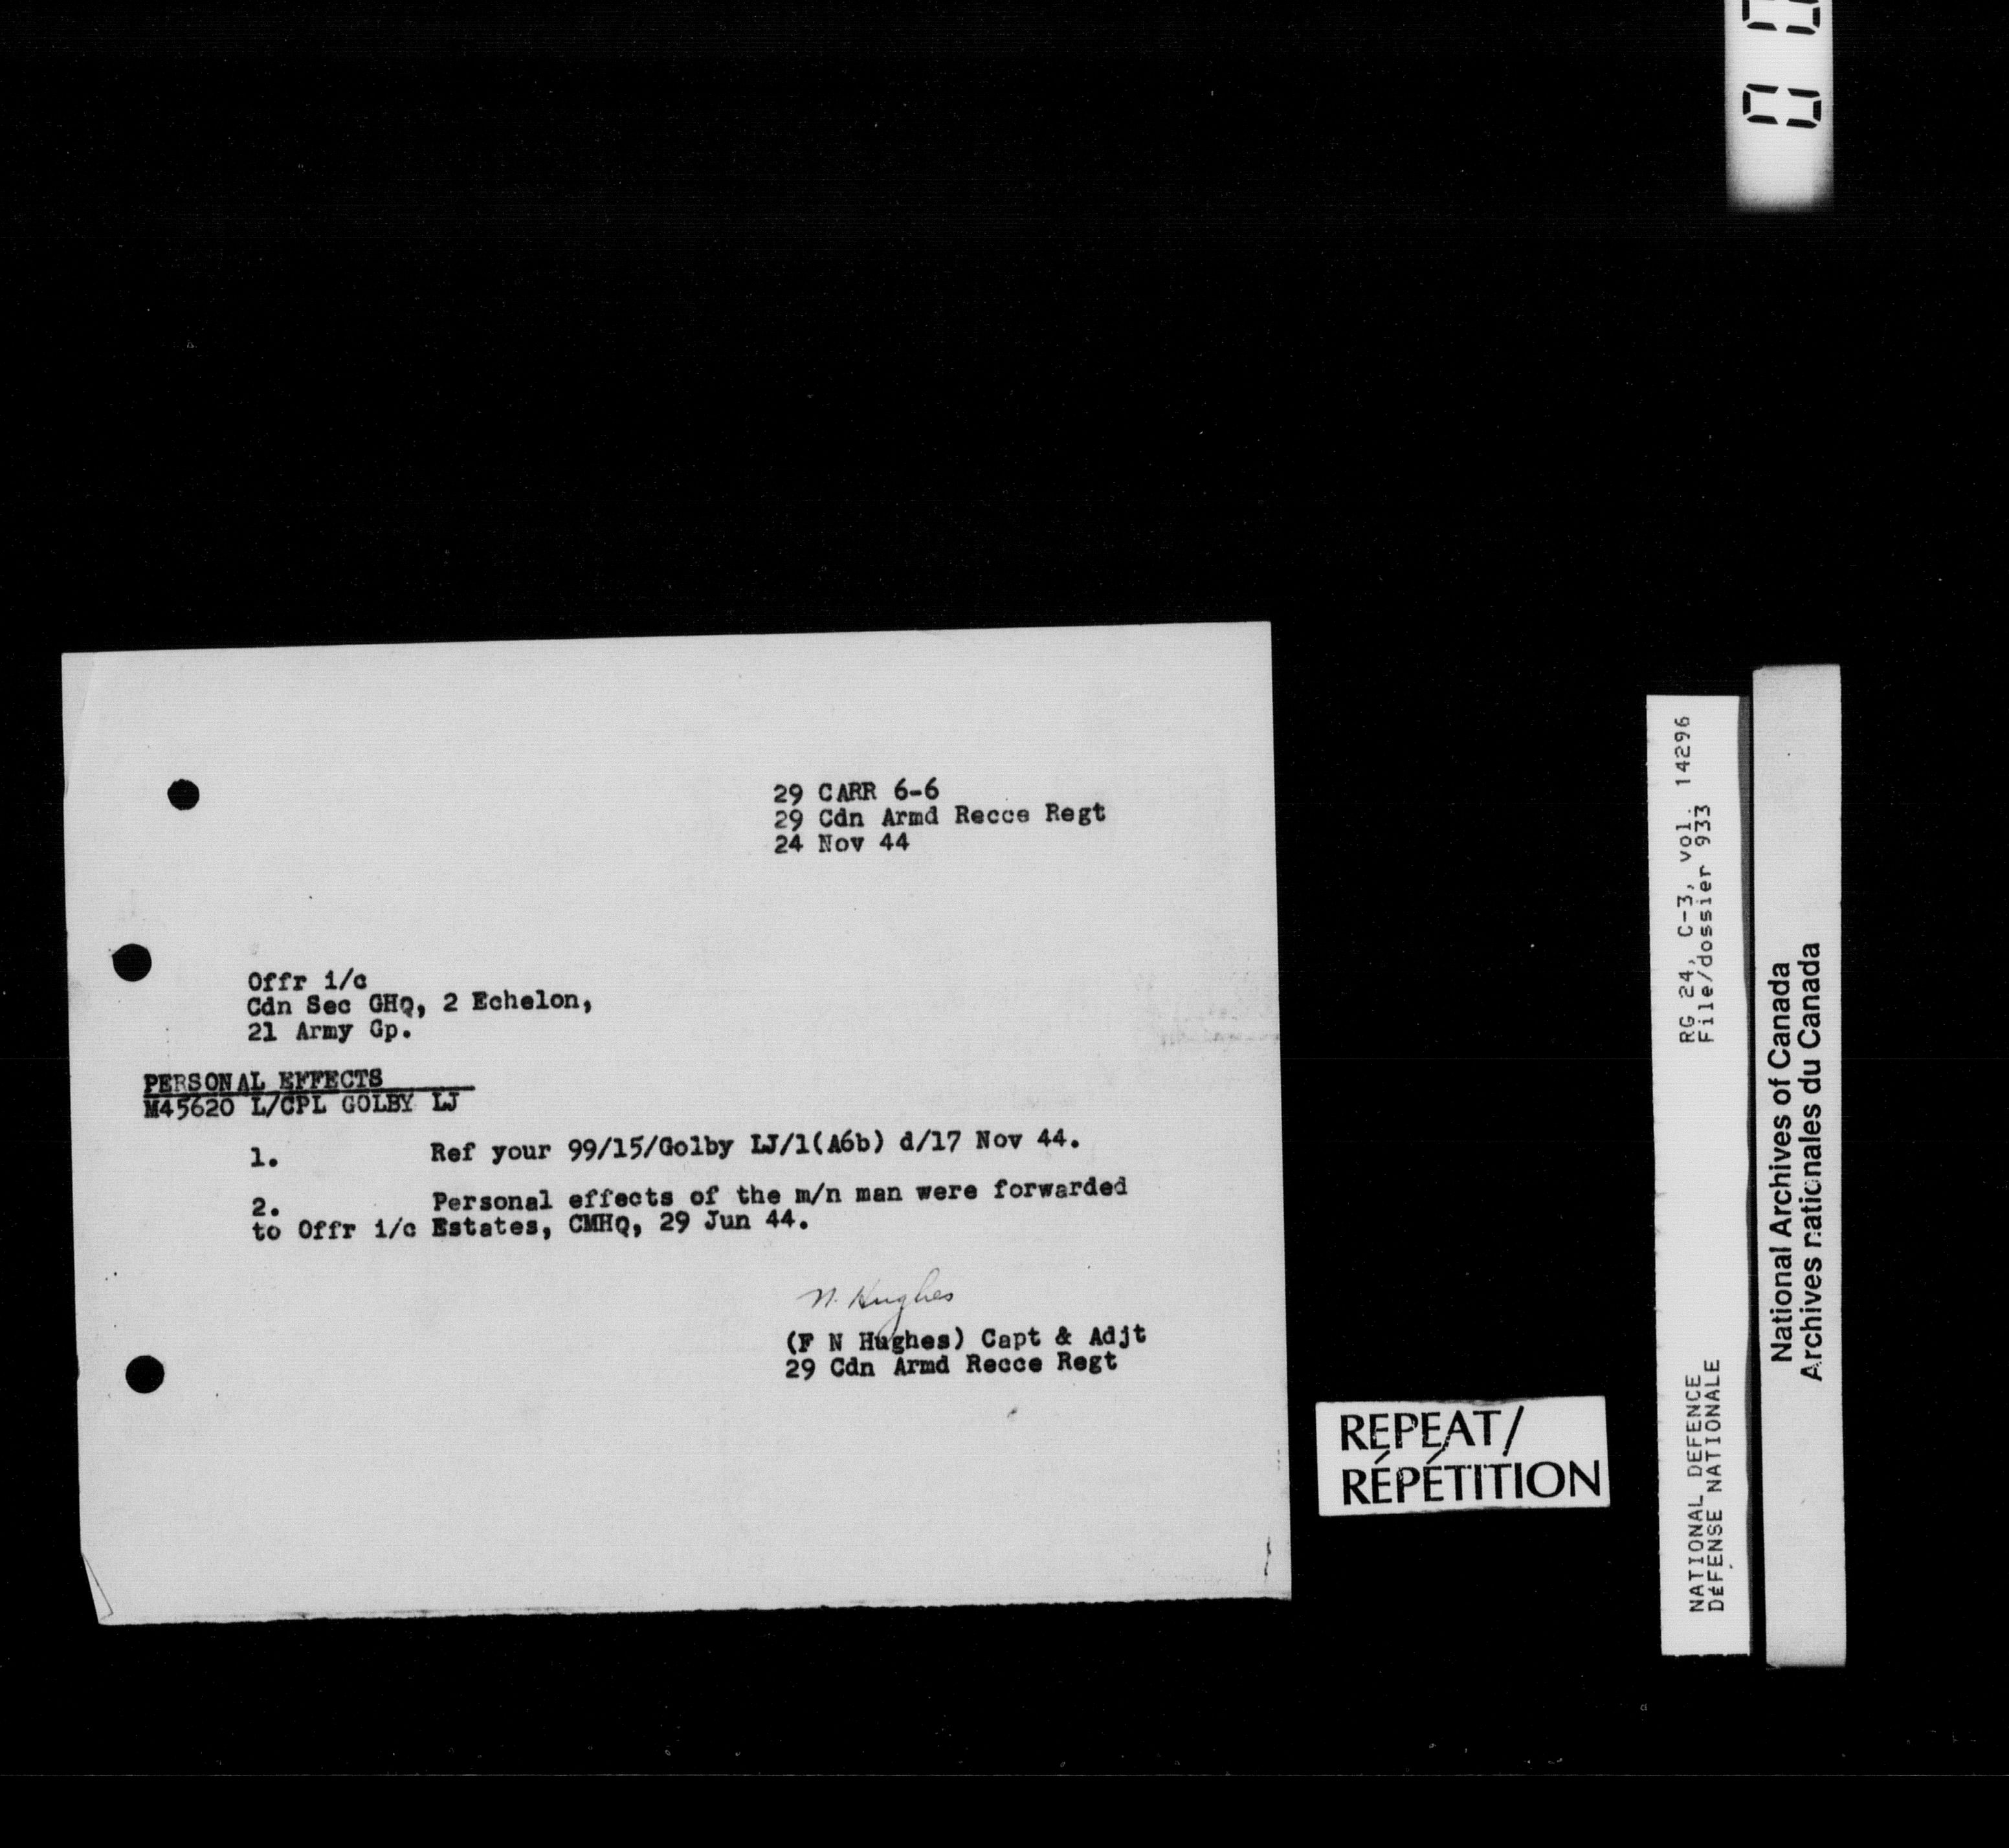 29 CARR 6-6
29 Cdn Armd Recce Regt
24 Nov 44
Offr i/c
Cdn Sec GHQ, 2 Echelon,
21 Army Gp.
PERSONAL EFFECTS
M45620 L/CPL GOLBY LJ
1. Ref your 99/15/Golby LJ/1(A6b) d/17 Nov 44.
2. Personal effects of the m/n man were forwarded
to Offr i/c Estates, CMHQ, 29 Jun 44.
N. Hughes
(F N Hughes) Capt & Adjt
29 Cdn Armd Recce Regt
REPEAT/
RÉPÉTITION
RG 24, C-3, vol. 14296
File/dossier 933
NATIONAL DEFENCE
DéFENSE NATIONALE
National Archives of Canada
Archives nationales du Canada